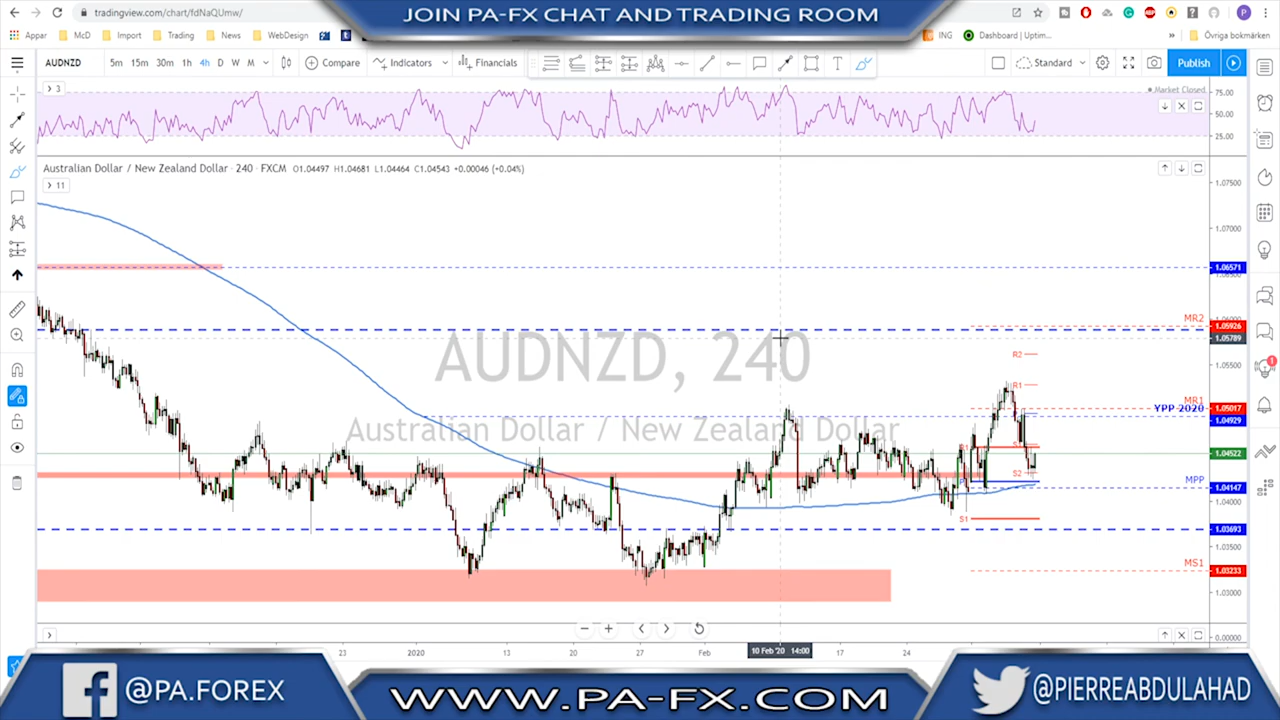 JOIN PA-FX CHAT AND TRADING ROOM
tradingview.com/chart/fdNaQUmw/
Appar
McD
Import
Trading
News
WebDesign
ING
Dashboard | Uptim...
Övriga bokmärken
AUDNZD
5m 15m 30m 1h 4h D W M
Compare
Indicators
Financials
Standard
Publish
3
Market Closed
75.00
50.00
25.00
Australian Dollar / New Zealand Dollar · 240 · FXCM O1.04497 H1.04681 L1.04464 C1.04543 +0.00046 (+0.04%)
11
1.07500
1.07000
1.06571
MR2
1.05926
1.05789
AUDNZD, 240
R2
1.05500
R1
MR1
1.05017
YPP 2020
1.04929
Australian Dollar / New Zealand Dollar
1.04522
S2
MPP
1.04147
1.04000
S1
1.03693
1.03500
MS1
1.03233
1.03000
0.00000
23
2020
13
20
27
Feb
10 Feb '20 14:00
17
24
@PA.FOREX
WWW.PA-FX.COM
@PIERREABDULAHAD